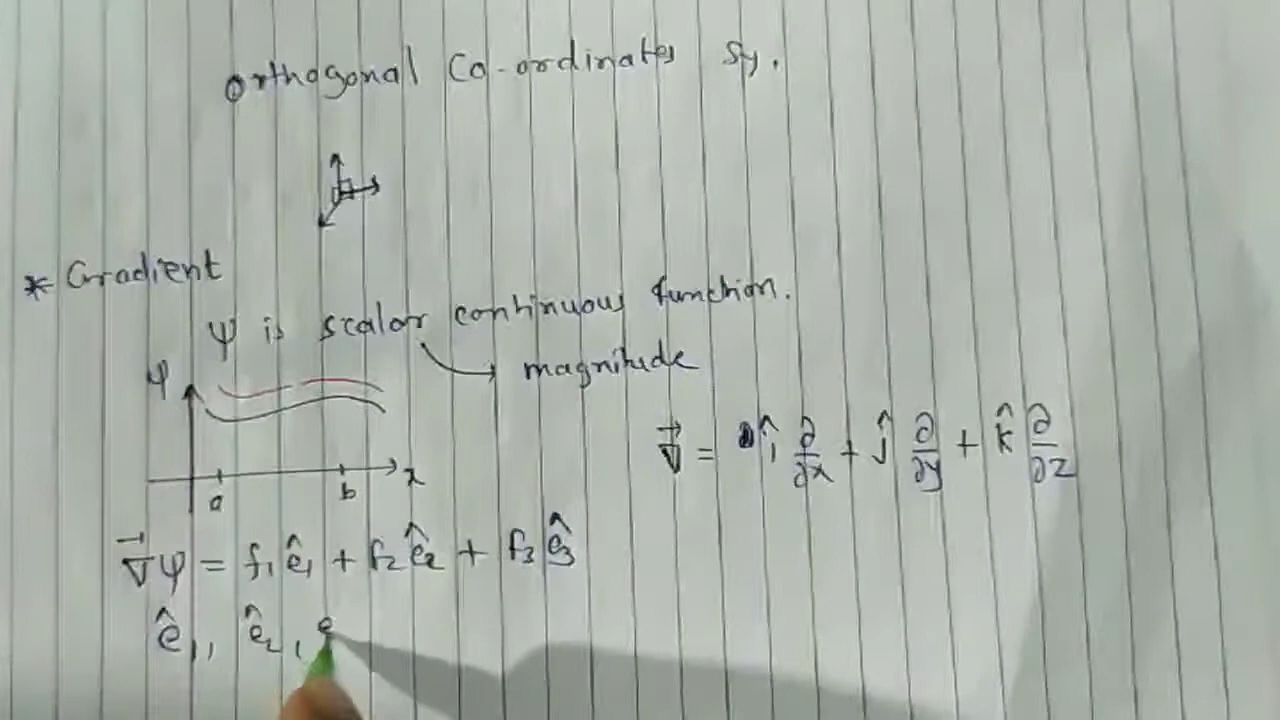 Orthogonal Co-ordinates Sy.
* Gradient
ψ is scalar continuous function.
magnitude
ψ
a b x
∇⃗ = î ∂/∂x + ĵ ∂/∂y + k̂ ∂/∂z
∇⃗ψ = f₁ê₁ + f₂ê₂ + f₃ê₃
ê₁, ê₂, e